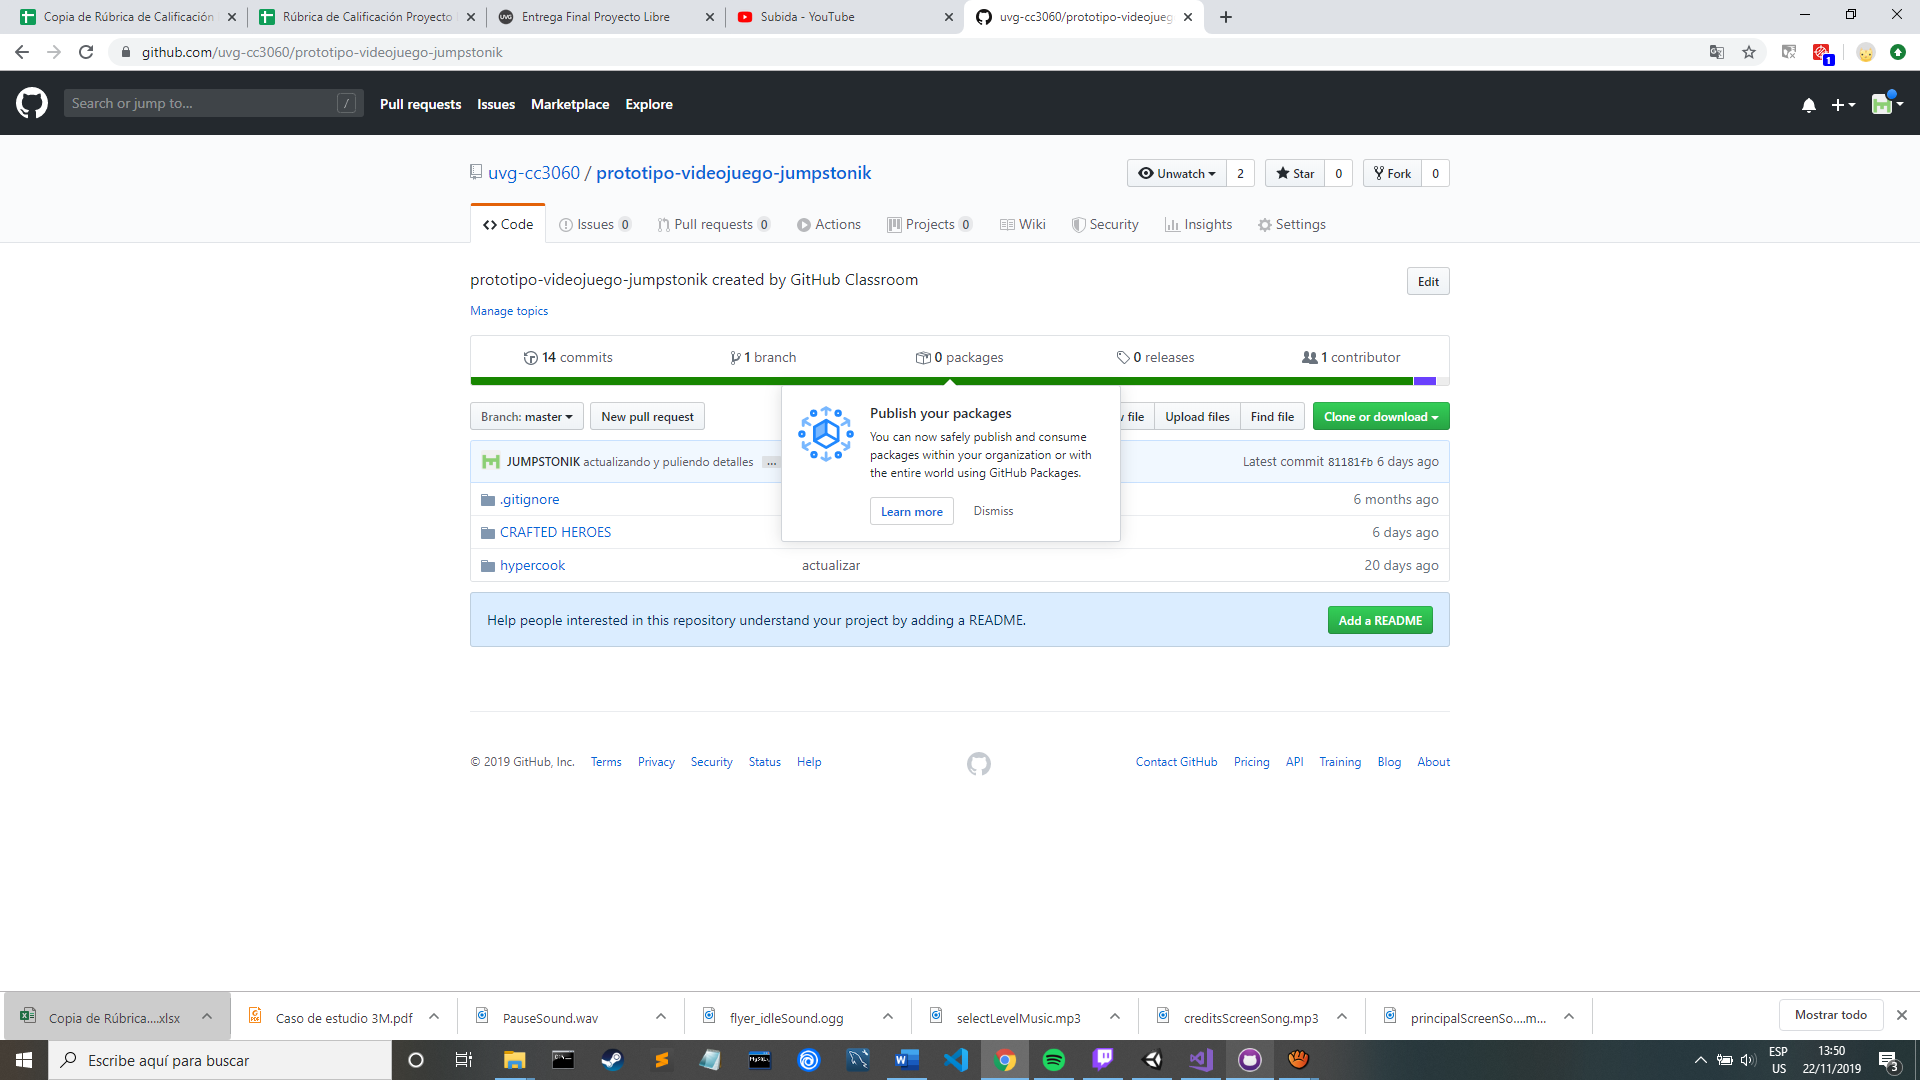 Copia de Rúbrica de Calificación
Rúbrica de Calificación Proyecto
Entrega Final Proyecto Libre
Subida - YouTube
uvg-cc3060/prototipo-videojueg
github.com/uvg-cc3060/prototipo-videojuego-jumpstonik
1
Search or jump to...
/
Pull requests
Issues
Marketplace
Explore
uvg-cc3060 / prototipo-videojuego-jumpstonik
Unwatch 2
Star 0
Fork 0
Code
Issues 0
Pull requests 0
Actions
Projects 0
Wiki
Security
Insights
Settings
prototipo-videojuego-jumpstonik created by GitHub Classroom
Edit
Manage topics
14 commits
1 branch
0 packages
0 releases
1 contributor
Branch: master
New pull request
file
Upload files
Find file
Clone or download
Publish your packages
You can now safely publish and consume
packages within your organization or with
the entire world using GitHub Packages.
Learn more
Dismiss
JUMPSTONIK actualizando y puliendo detalles ...
Latest commit 81181fb 6 days ago
.gitignore
6 months ago
CRAFTED HEROES
6 days ago
hypercook
actualizar
20 days ago
Help people interested in this repository understand your project by adding a README.
Add a README
© 2019 GitHub, Inc.
Terms
Privacy
Security
Status
Help
Contact GitHub
Pricing
API
Training
Blog
About
Copia de Rúbrica....xlsx
Caso de estudio 3M.pdf
PauseSound.wav
flyer_idleSound.ogg
selectLevelMusic.mp3
creditsScreenSong.mp3
principalScreenSo....m...
Mostrar todo
Escribe aquí para buscar
ESP
US
13:50
22/11/2019
3